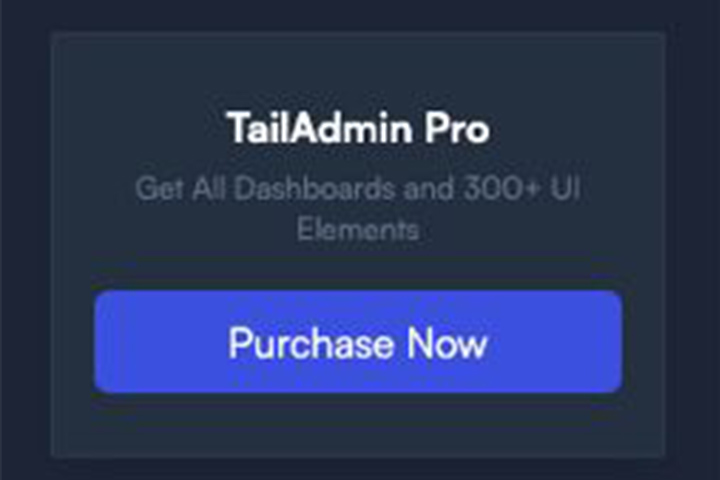 TailAdmin Pro
Get All Dashboards and 300+ UI
Elements
Purchase Now